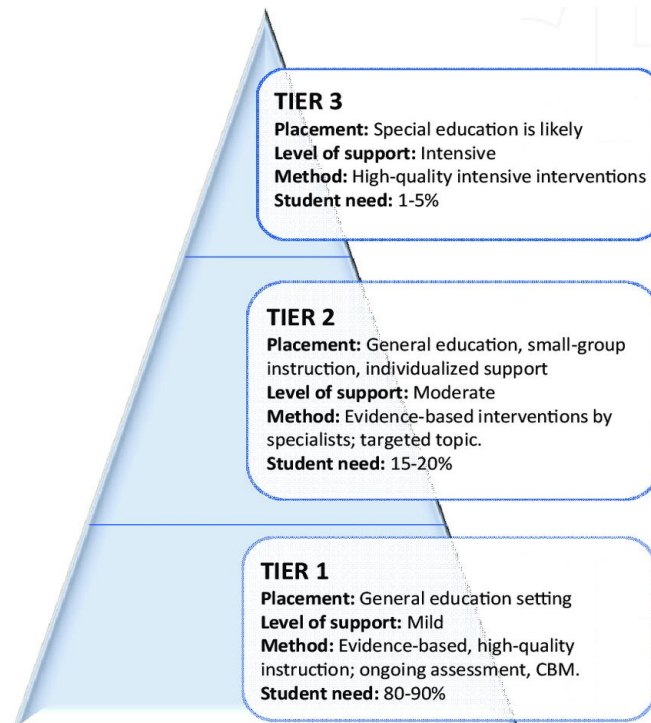 TIER 3
Placement: Special education is likely
Level of support: Intensive
Method: High-quality intensive interventions
Student need: 1-5%
TIER 2
Placement: General education, small-group
instruction, individualized support
Level of support: Moderate
Method: Evidence-based interventions by
specialists; targeted topic.
Student need: 15-20%
TIER 1
Placement: General education setting
Level of support: Mild
Method: Evidence-based, high-quality
instruction; ongoing assessment, CBM.
Student need: 80-90%